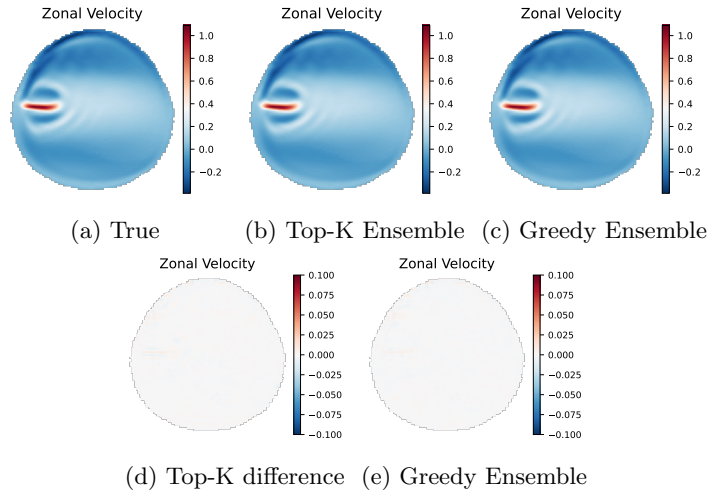 Zonal Velocity Zonal Velocity Zonal Velocity
1.0 1.0 1.0
0.8 0.8 0.8
0.6 0.6 0.6
0.4 0.4 0.4
0.2 0.2 0.2
0.0 0.0 0.0
−0.2 −0.2 −0.2
(a) True (b) Top-K Ensemble (c) Greedy Ensemble
Zonal Velocity Zonal Velocity
0.100 0.100
0.075 0.075
0.050 0.050
0.025 0.025
0.000 0.000
−0.025 −0.025
−0.050 −0.050
−0.075 −0.075
−0.100 −0.100
(d) Top-K difference (e) Greedy Ensemble